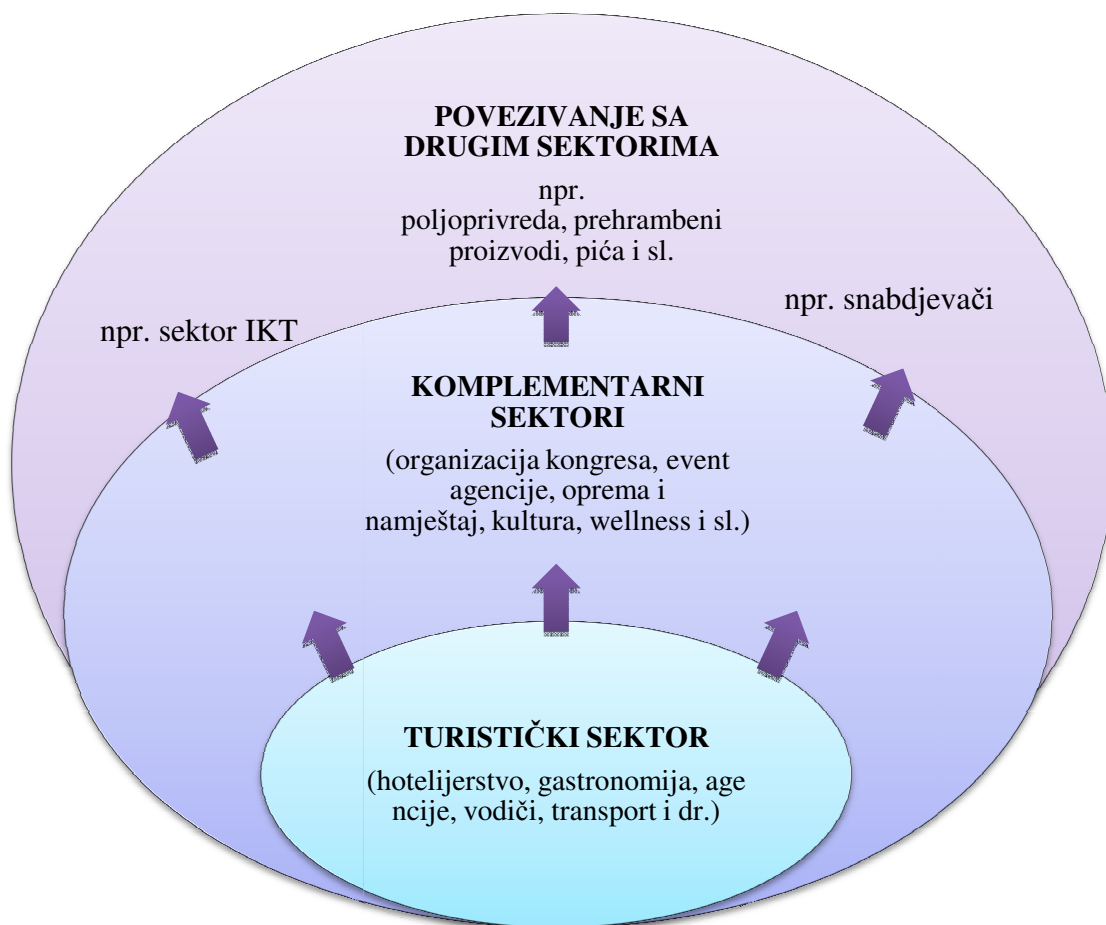 POVEZIVANJE SA
DRUGIM SEKTORIMA
npr.
poljoprivreda, prehrambeni
proizvodi, pića i sl.
npr. snabdjevači
npr. sektor IKT
KOMPLEMENTARNI
SEKTORI
(organizacija kongresa, event
agencije, oprema i
namještaj, kultura, wellness i sl.)
TURISTIČKI SEKTOR
(hotelijerstvo, gastronomija, age
ncije, vodiči, transport i dr.)